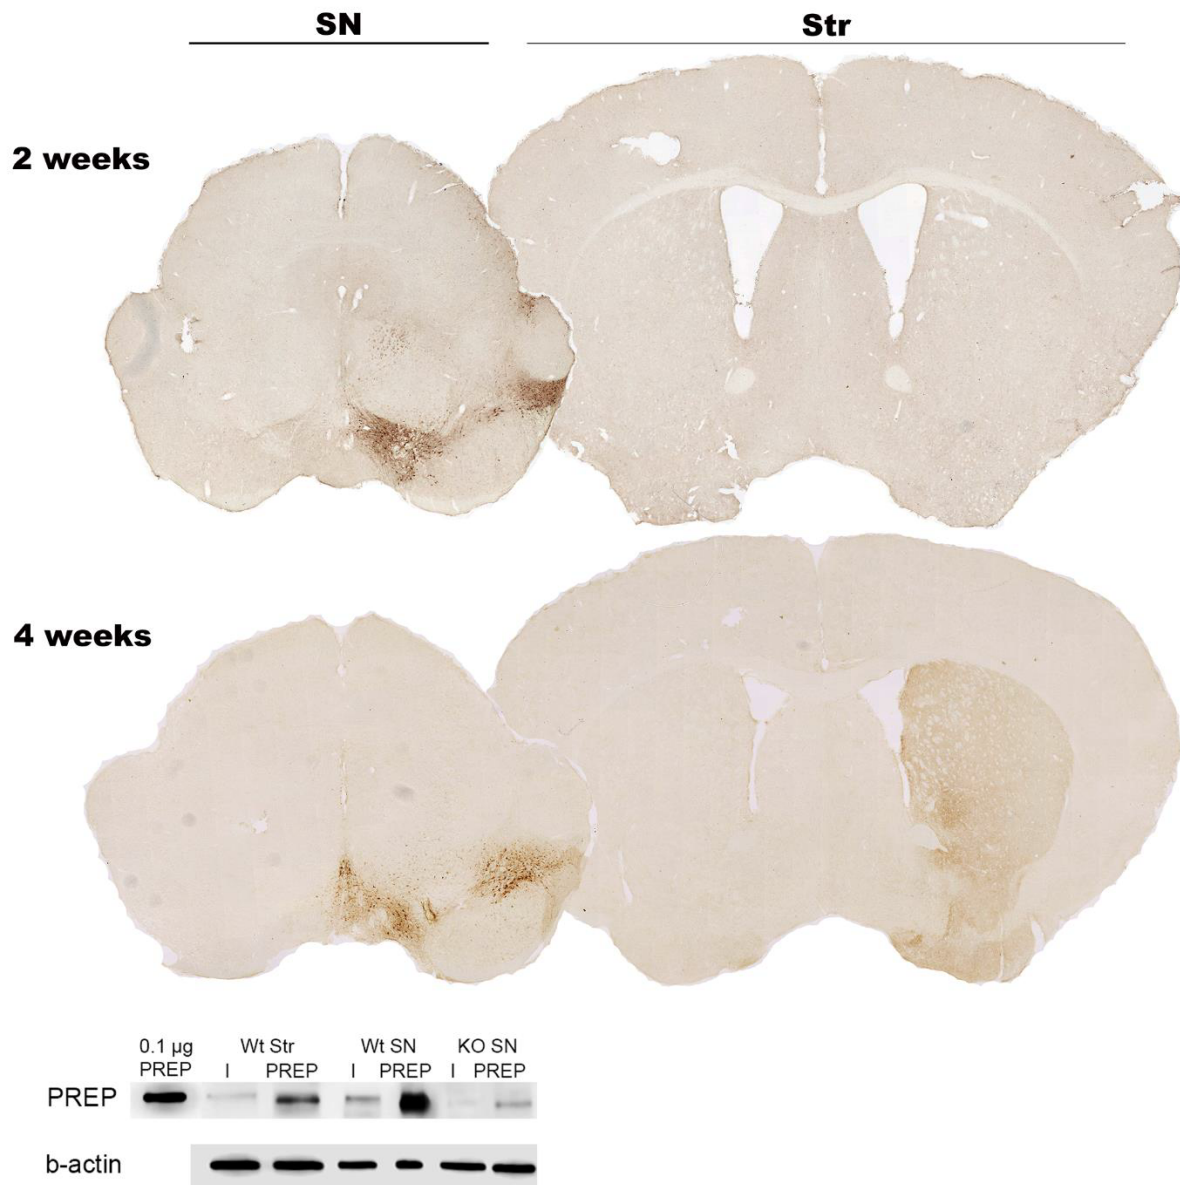 SN Str
2 weeks
4 weeks
0.1 µg Wt Str Wt SN KO SN
PREP I PREP I PREP I PREP
PREP
b-actin